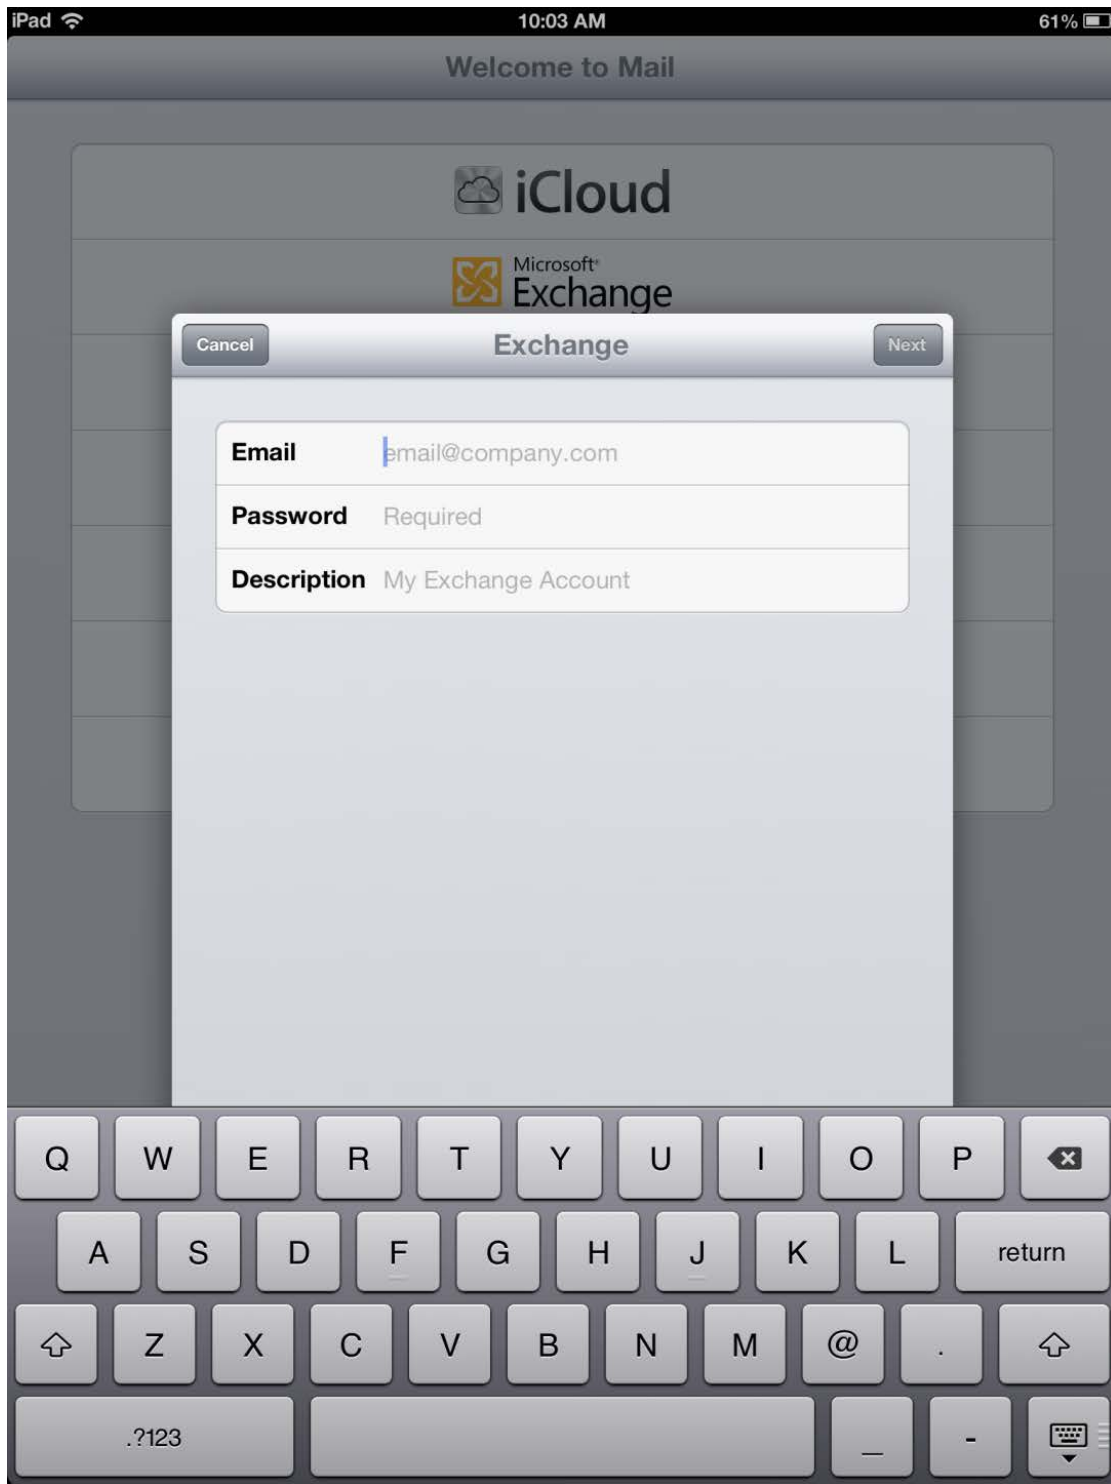 iPad 10:03 AM 61%
Welcome to Mail
iCloud
Microsoft®
Exchange
Cancel Exchange Next
Email email@company.com
Password Required
Description My Exchange Account
Q W E R T Y U I O P
A S D F G H J K L return
Z X C V B N M @ .
.?123 _ -